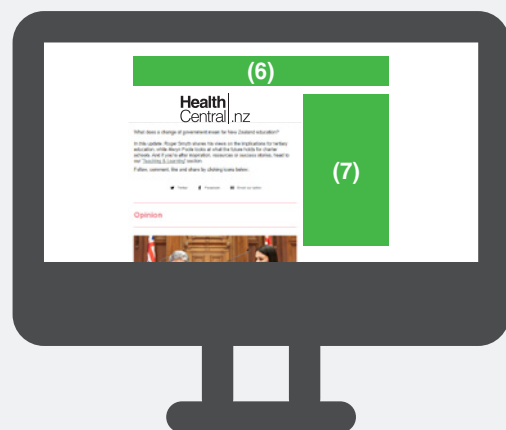 (6)
Health
Central .nz
What does a change of government mean for New Zealand education?
In this update, Roger Smyth shares his views on the implications for tertiary
education, while Alwyn Poole looks at what the future holds for charter
schools. And if you're after inspiration, resources or success stories, head to
our Teaching & Learning section.
Follow, comment, like and share by clicking icons below.
Twitter Facebook Email our editor
Opinion
(7)